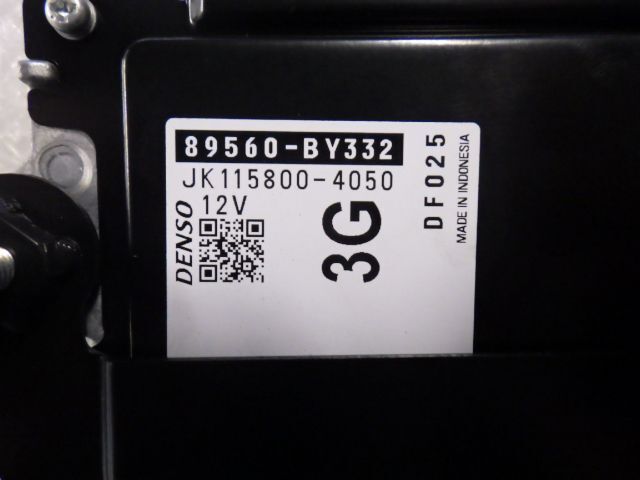 89560-BY332
JK115800-4050
12V
DENSO
3G
DF025
MADE IN INDONESIA